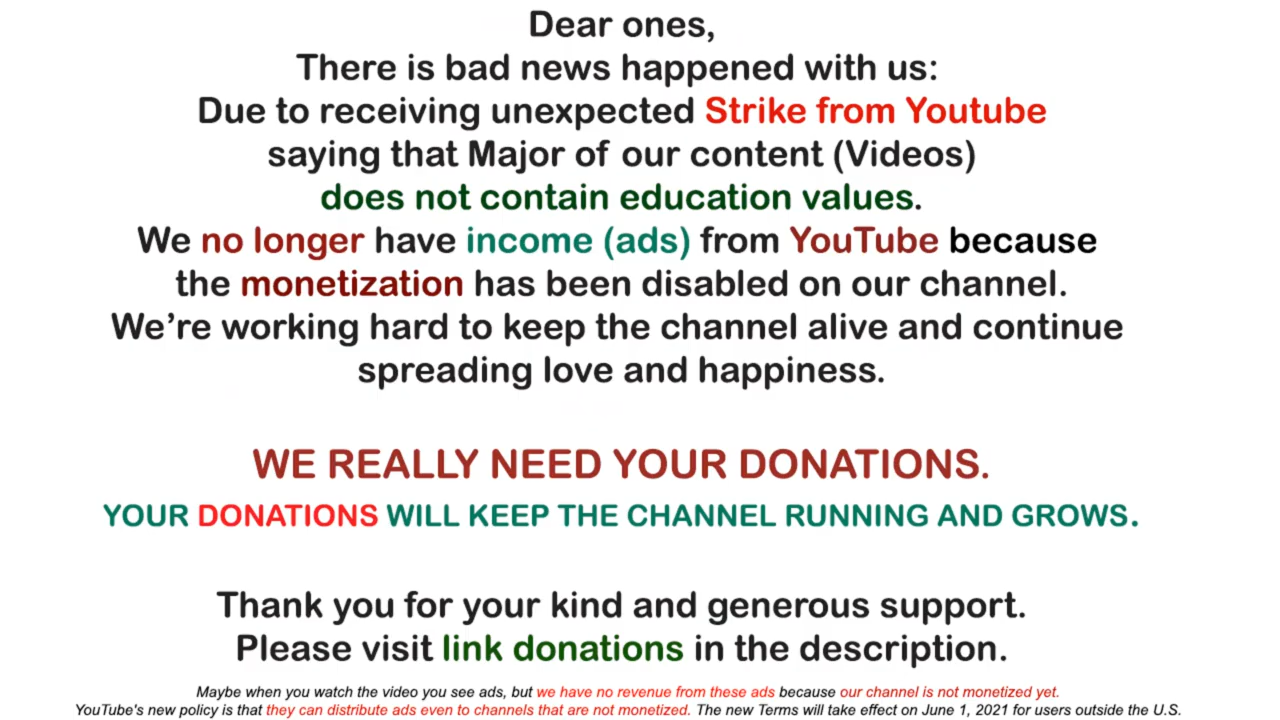 Dear ones,
There is bad news happened with us:
Due to receiving unexpected Strike from Youtube
saying that Major of our content (Videos)
does not contain education values.
We no longer have income (ads) from YouTube because
the monetization has been disabled on our channel.
We’re working hard to keep the channel alive and continue
spreading love and happiness.
WE REALLY NEED YOUR DONATIONS.
YOUR DONATIONS WILL KEEP THE CHANNEL RUNNING AND GROWS.
Thank you for your kind and generous support.
Please visit link donations in the description.
Maybe when you watch the video you see ads, but we have no revenue from these ads because our channel is not monetized yet.
YouTube's new policy is that they can distribute ads even to channels that are not monetized. The new Terms will take effect on June 1, 2021 for users outside the U.S.